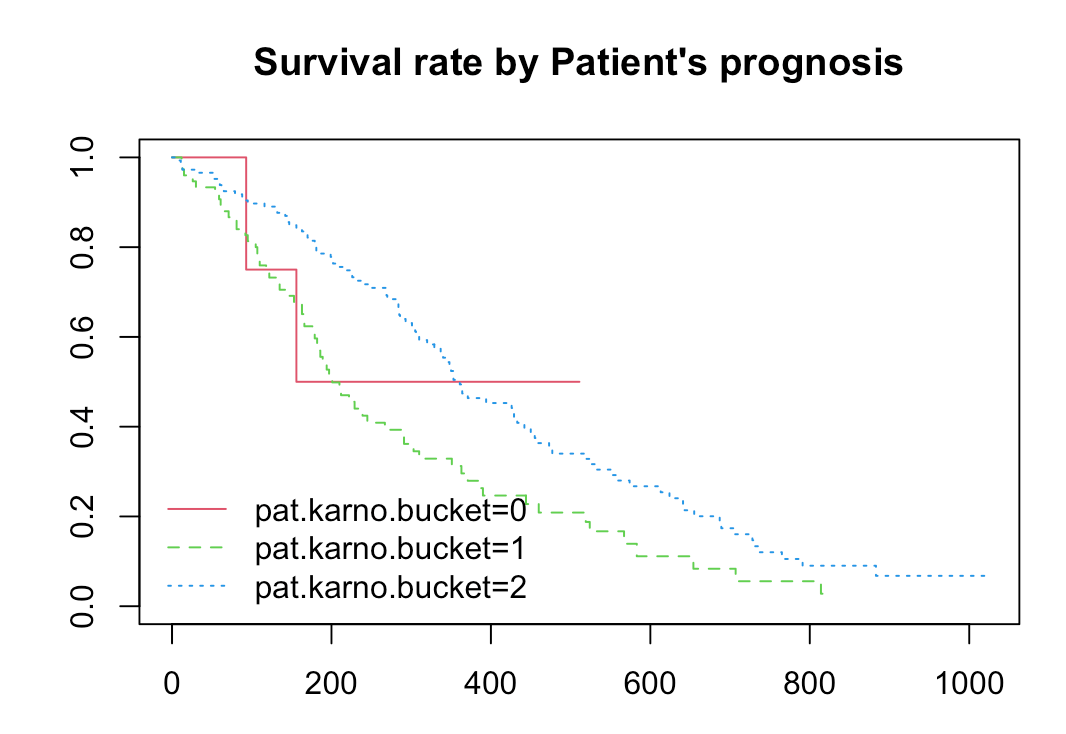 Survival rate by Patient's prognosis
1.0
0.8
0.6
0.4
0.2
0.0
pat.karno.bucket=0
pat.karno.bucket=1
pat.karno.bucket=2
0 200 400 600 800 1000